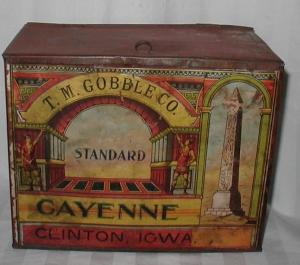 T. M. GOBBLE CO.
STANDARD
CAYENNE
CLINTON, IOWA.